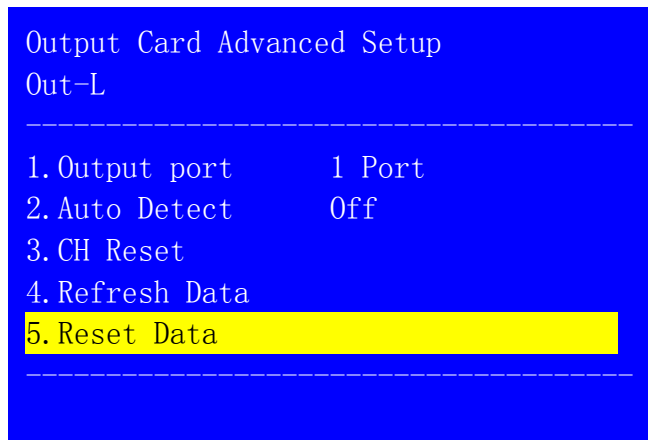 Output Card Advanced Setup
Out-L
1.Output port 1 Port
2.Auto Detect Off
3.CH Reset
4.Refresh Data
5.Reset Data